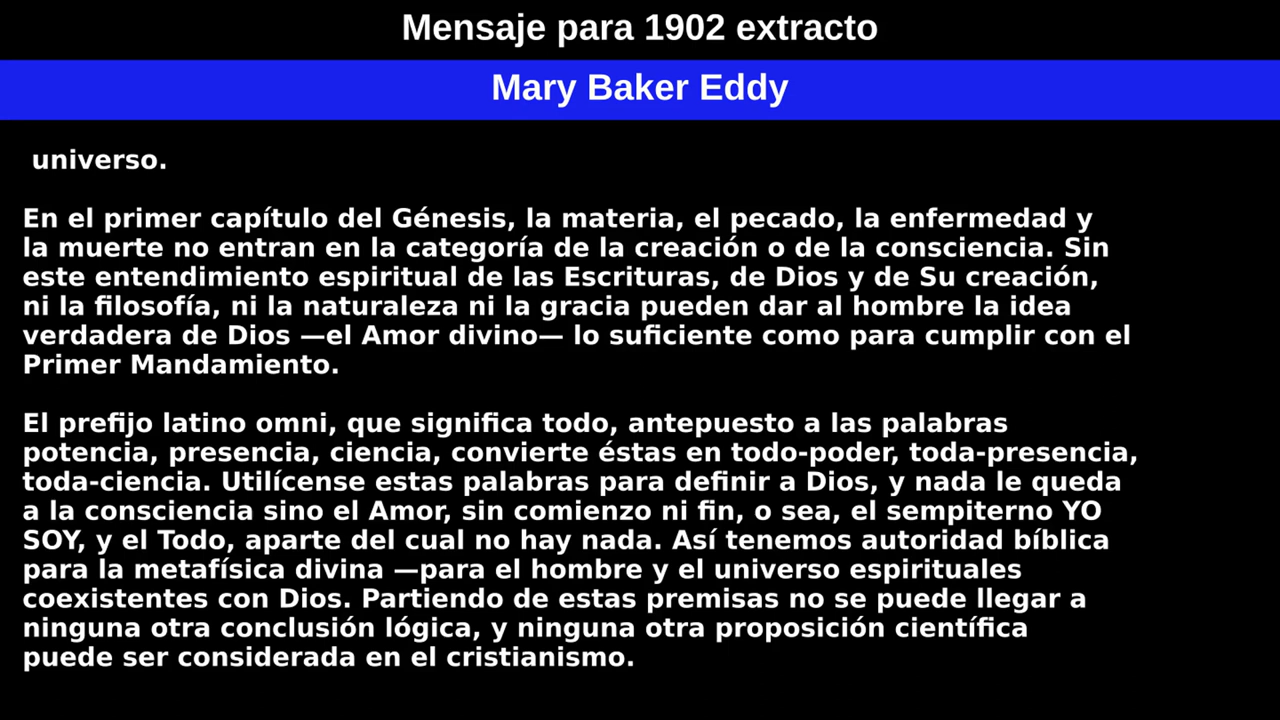 Mensaje para 1902 extracto
Mary Baker Eddy
universo.
En el primer capítulo del Génesis, la materia, el pecado, la enfermedad y
la muerte no entran en la categoría de la creación o de la consciencia. Sin
este entendimiento espiritual de las Escrituras, de Dios y de Su creación,
ni la filosofía, ni la naturaleza ni la gracia pueden dar al hombre la idea
verdadera de Dios —el Amor divino— lo suficiente como para cumplir con el
Primer Mandamiento.
El prefijo latino omni, que significa todo, antepuesto a las palabras
potencia, presencia, ciencia, convierte éstas en todo-poder, toda-presencia,
toda-ciencia. Utilícense estas palabras para definir a Dios, y nada le queda
a la consciencia sino el Amor, sin comienzo ni fin, o sea, el sempiterno YO
SOY, y el Todo, aparte del cual no hay nada. Así tenemos autoridad bíblica
para la metafísica divina —para el hombre y el universo espirituales
coexistentes con Dios. Partiendo de estas premisas no se puede llegar a
ninguna otra conclusión lógica, y ninguna otra proposición científica
puede ser considerada en el cristianismo.